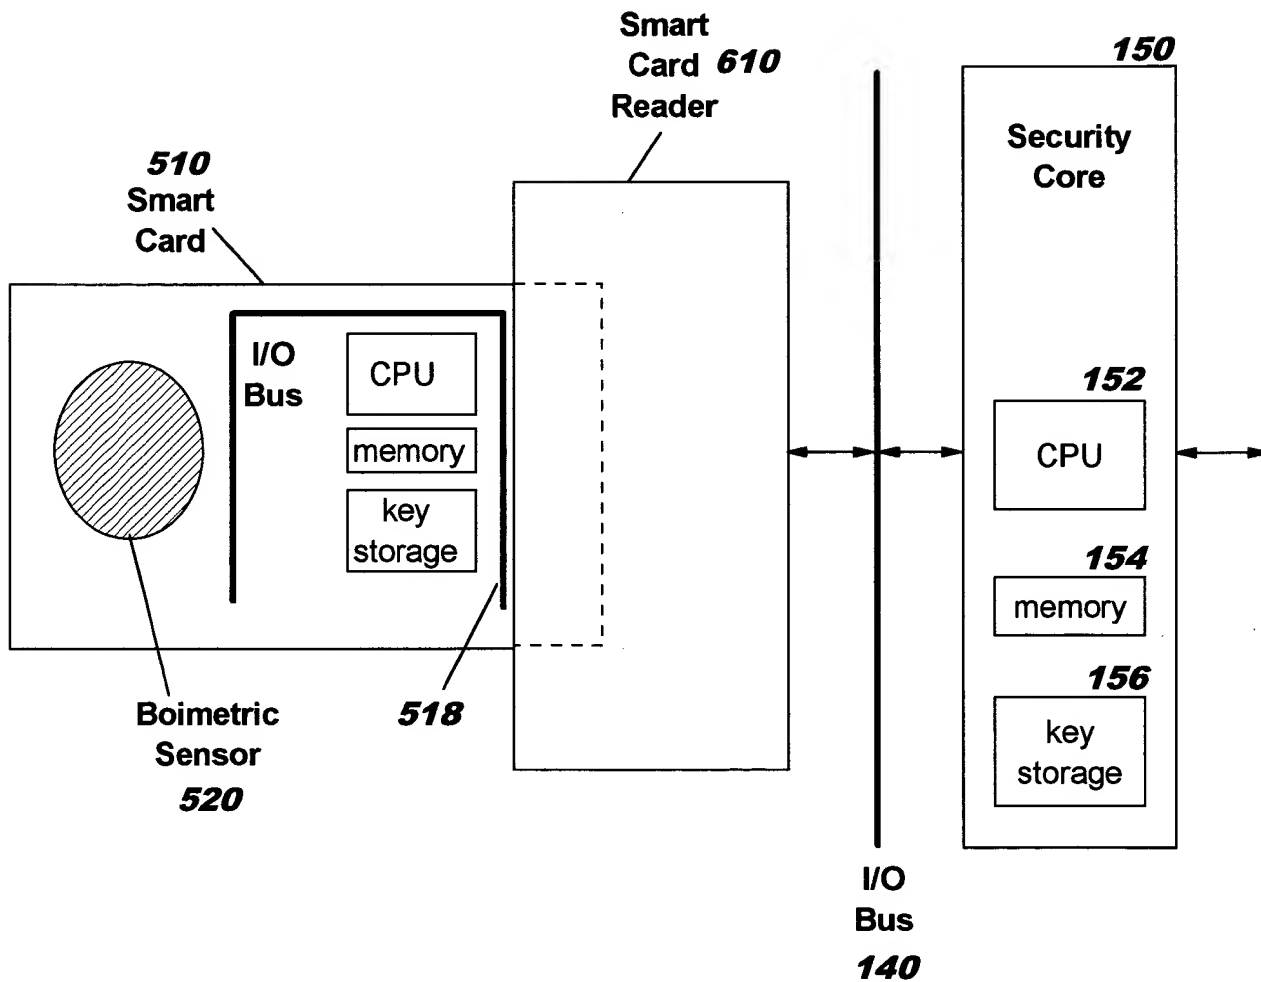 Smart
Card 610
Reader
150
Security
Core
510
Smart
Card
I/O
Bus
CPU
memory
key
storage
152
CPU
154
memory
156
key
storage
518
Boimetric
Sensor
520
I/O
Bus
140